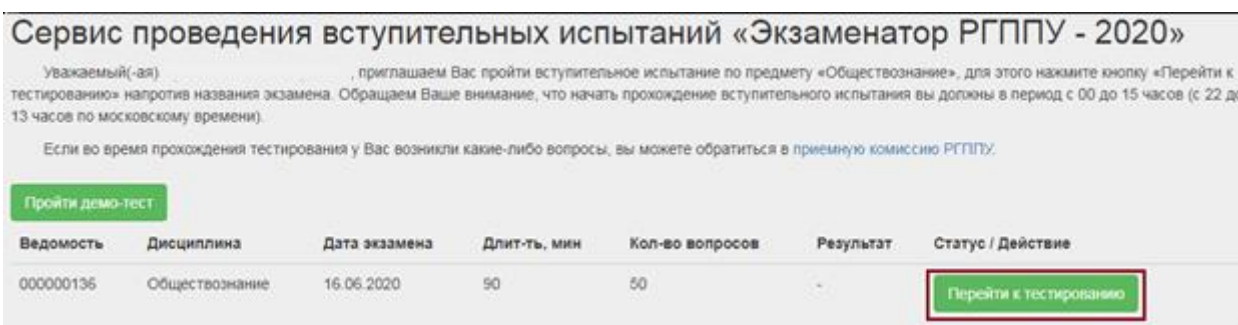 Сервис проведения вступительных испытаний «Экзаменатор РГППУ - 2020»
Уважаемый(-ая) , приглашаем Вас пройти вступительное испытание по предмету «Обществознание», для этого нажмите кнопку «Перейти к
тестированию» напротив названия экзамена. Обращаем Ваше внимание, что начать прохождение вступительного испытания вы должны в период с 00 до 15 часов (с 22 до
13 часов по московскому времени).
Если во время прохождения тестирования у Вас возникли какие-либо вопросы, вы можете обратиться в приемную комиссию РГППУ.
Пройти демо-тест
Ведомость Дисциплина Дата экзамена Длит-ть, мин Кол-во вопросов Результат Статус / Действие
000000136 Обществознание 16.06.2020 90 50 - Перейти к тестированию